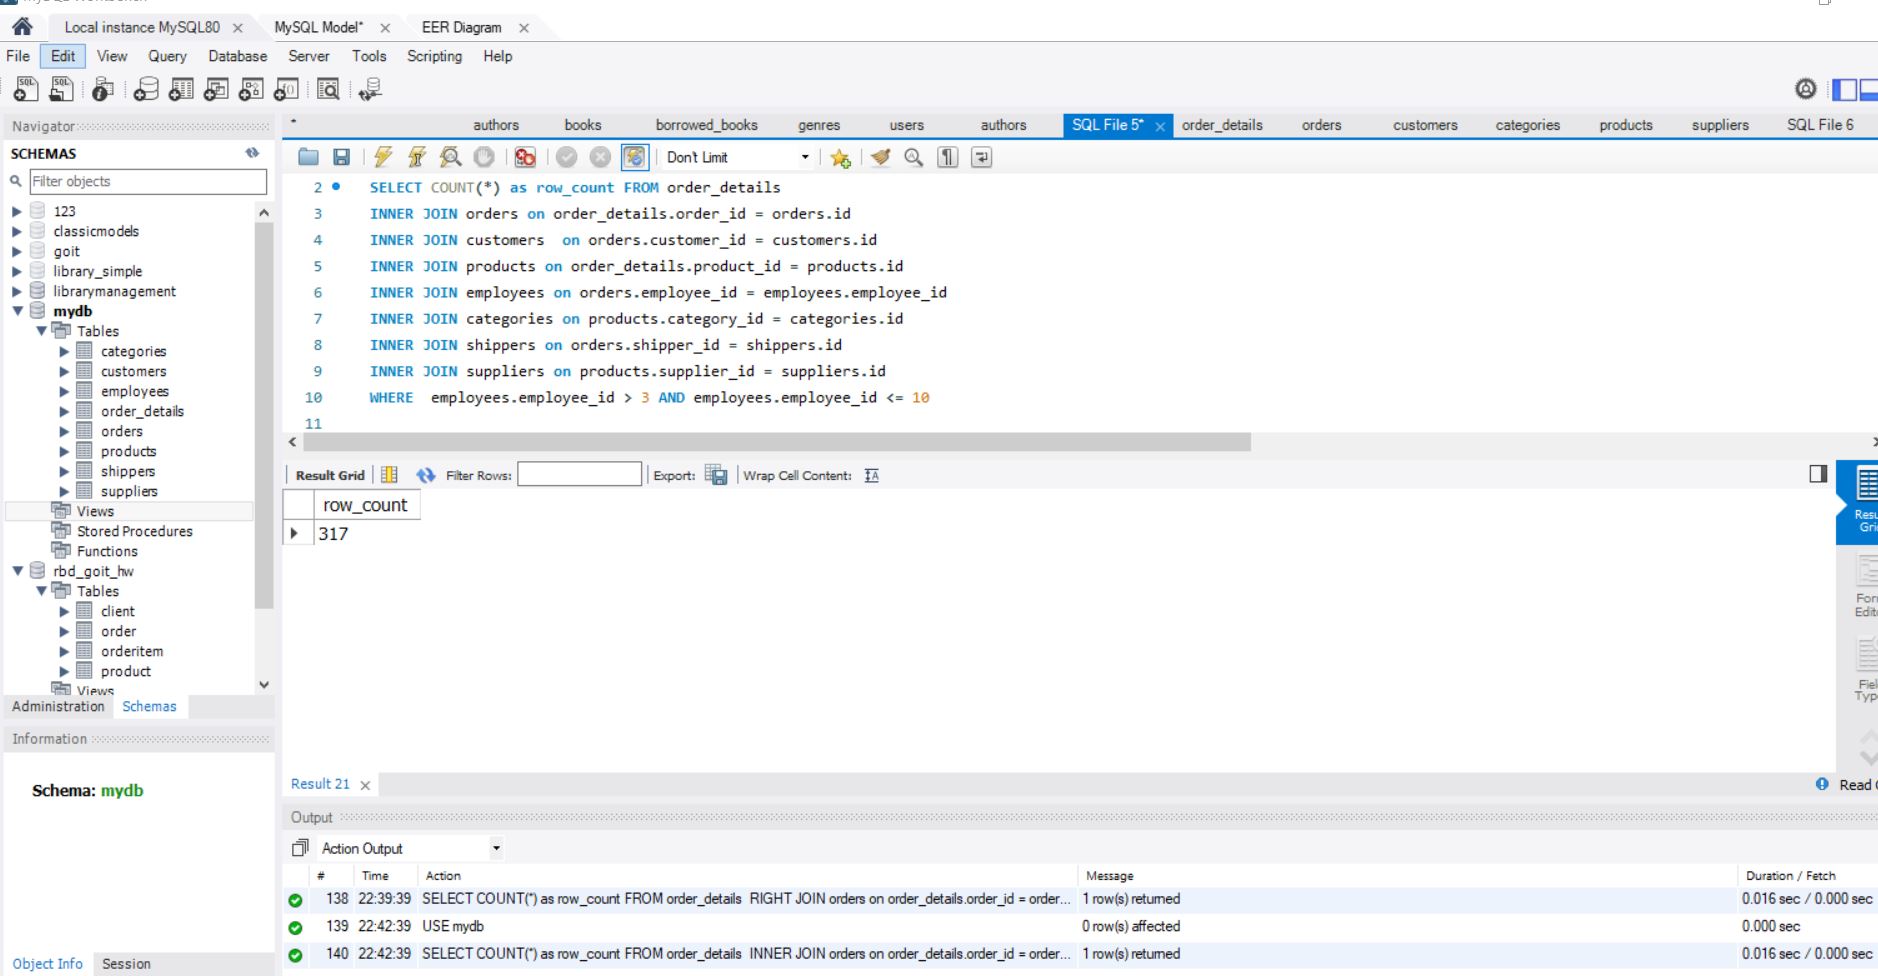 Local instance MySQL80
MySQL Model*
EER Diagram
File Edit View Query Database Server Tools Scripting Help
Navigator
SCHEMAS
Filter objects
123
classicmodels
goit
library_simple
librarymanagement
mydb
Tables
categories
customers
employees
order_details
orders
products
shippers
suppliers
Views
Stored Procedures
Functions
rbd_goit_hw
Tables
client
order
orderitem
product
Views
Administration Schemas
Information
Schema: mydb
Object Info Session
* authors books borrowed_books genres users authors SQL File 5* order_details orders customers categories products suppliers SQL File 6
Don't Limit
2 SELECT COUNT(*) as row_count FROM order_details
3 INNER JOIN orders on order_details.order_id = orders.id
4 INNER JOIN customers  on orders.customer_id = customers.id
5 INNER JOIN products on order_details.product_id = products.id
6 INNER JOIN employees on orders.employee_id = employees.employee_id
7 INNER JOIN categories on products.category_id = categories.id
8 INNER JOIN shippers on orders.shipper_id = shippers.id
9 INNER JOIN suppliers on products.supplier_id = suppliers.id
10 WHERE  employees.employee_id > 3 AND employees.employee_id <= 10
11
Result Grid Filter Rows: Export: Wrap Cell Content:
row_count
317
Result 21
Read
Output
Action Output
# Time Action Message Duration / Fetch
138 22:39:39 SELECT COUNT(*) as row_count FROM order_details  RIGHT JOIN orders on order_details.order_id = order... 1 row(s) returned 0.016 sec / 0.000 sec
139 22:42:39 USE mydb 0 row(s) affected 0.000 sec
140 22:42:39 SELECT COUNT(*) as row_count FROM order_details  INNER JOIN orders on order_details.order_id = order... 1 row(s) returned 0.016 sec / 0.000 sec